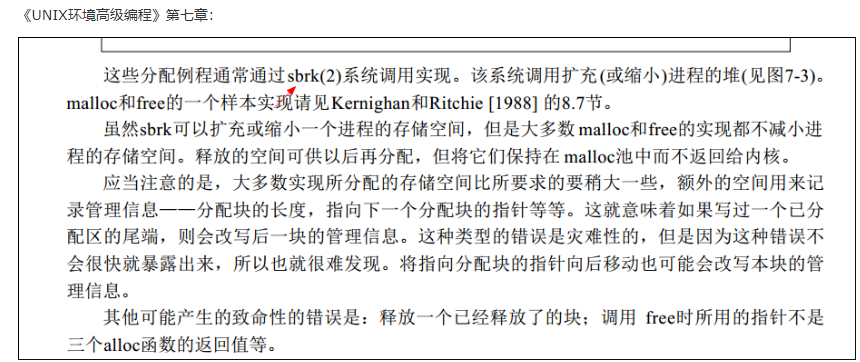 《UNIX环境高级编程》第七章：
这些分配例程通常通过sbrk(2)系统调用实现。该系统调用扩充(或缩小)进程的堆(见图7-3)。
malloc和free的一个样本实现请见Kernighan和Ritchie [1988] 的8.7节。
虽然sbrk可以扩充或缩小一个进程的存储空间，但是大多数malloc和free的实现都不减小进
程的存储空间。释放的空间可供以后再分配，但将它们保持在malloc池中而不返回给内核。
应当注意的是，大多数实现所分配的存储空间比所要求的要稍大一些，额外的空间用来记
录管理信息——分配块的长度，指向下一个分配块的指针等等。这就意味着如果写过一个已分
配区的尾端，则会改写后一块的管理信息。这种类型的错误是灾难性的，但是因为这种错误不
会很快就暴露出来，所以也就很难发现。将指向分配块的指针向后移动也可能会改写本块的管
理信息。
其他可能产生的致命性的错误是：释放一个已经释放了的块；调用 free时所用的指针不是
三个alloc函数的返回值等。